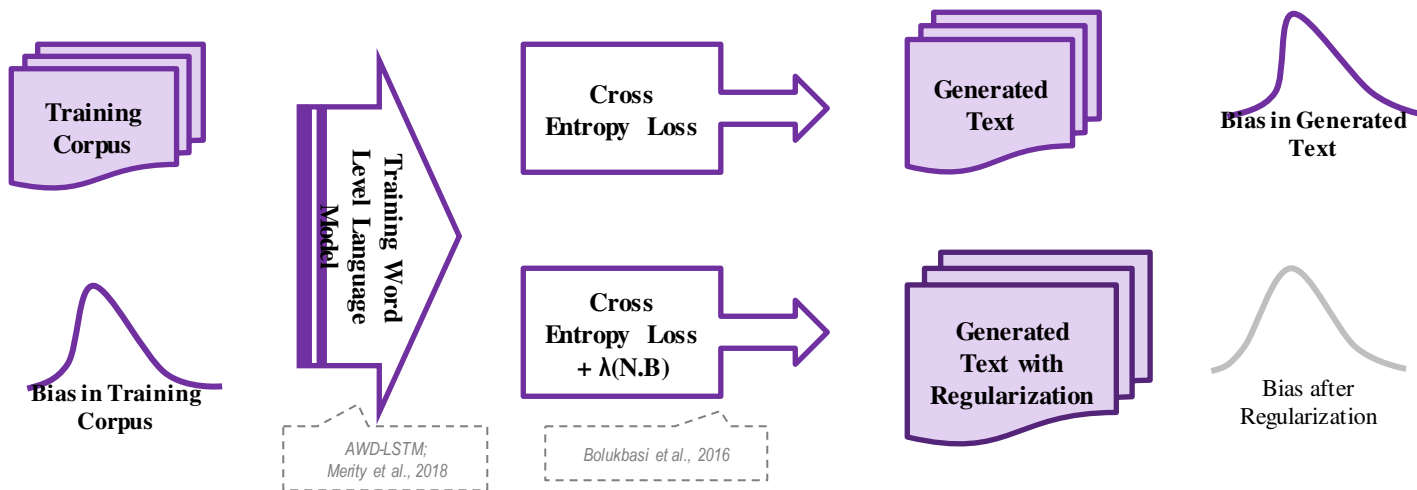 Training
Corpus
Bias in Training
Corpus
Training Word
Level Language
Model
AWD-LSTM;
Merity et al., 2018
Cross
Entropy Loss
Cross
Entropy Loss
+ λ(N.B)
Bolukbasi et al., 2016
Generated
Text
Bias in Generated
Text
Generated
Text with
Regularization
Bias after
Regularization